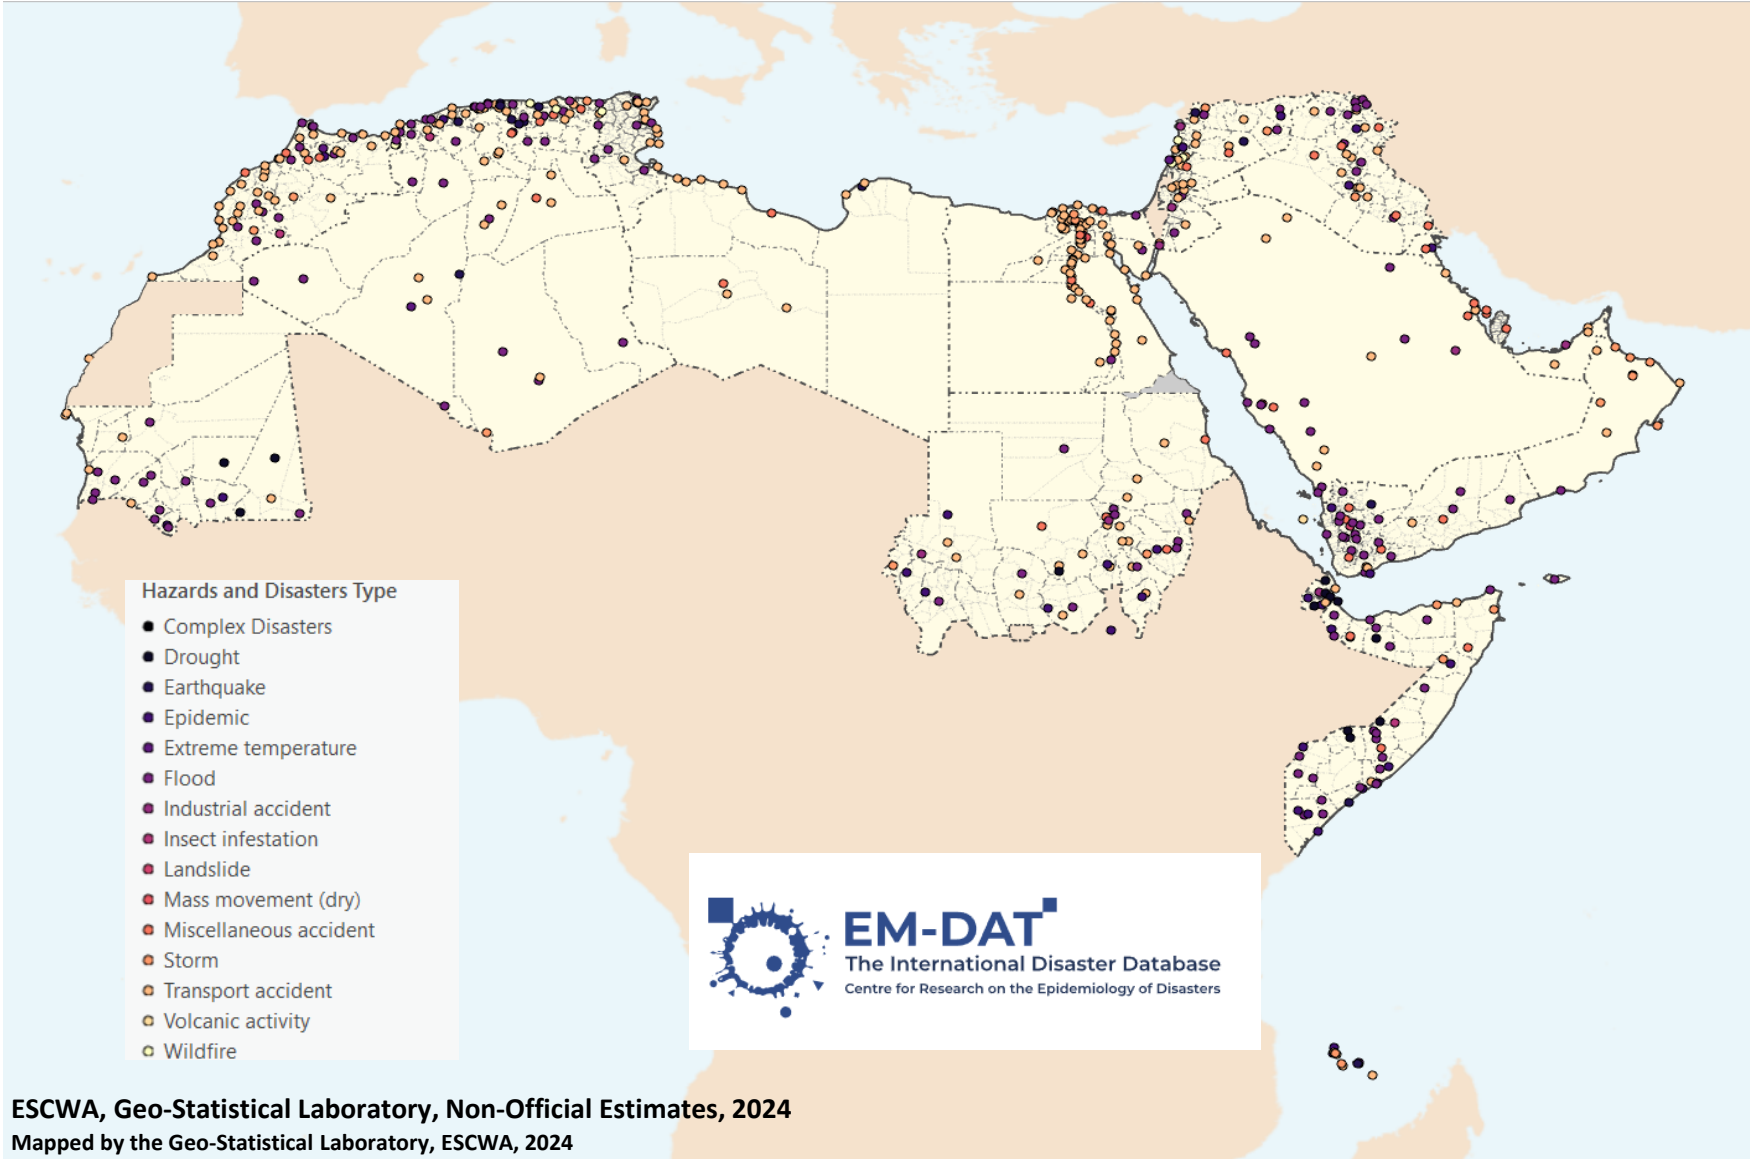 Hazards and Disasters Type
Complex Disasters
Drought
Earthquake
Epidemic
Extreme temperature
Flood
Industrial accident
Insect infestation
Landslide
Mass movement (dry)
Miscellaneous accident
Storm
Transport accident
Volcanic activity
Wildfire
EM-DAT
The International Disaster Database
Centre for Research on the Epidemiology of Disasters
ESCWA, Geo-Statistical Laboratory, Non-Official Estimates, 2024
Mapped by the Geo-Statistical Laboratory, ESCWA, 2024